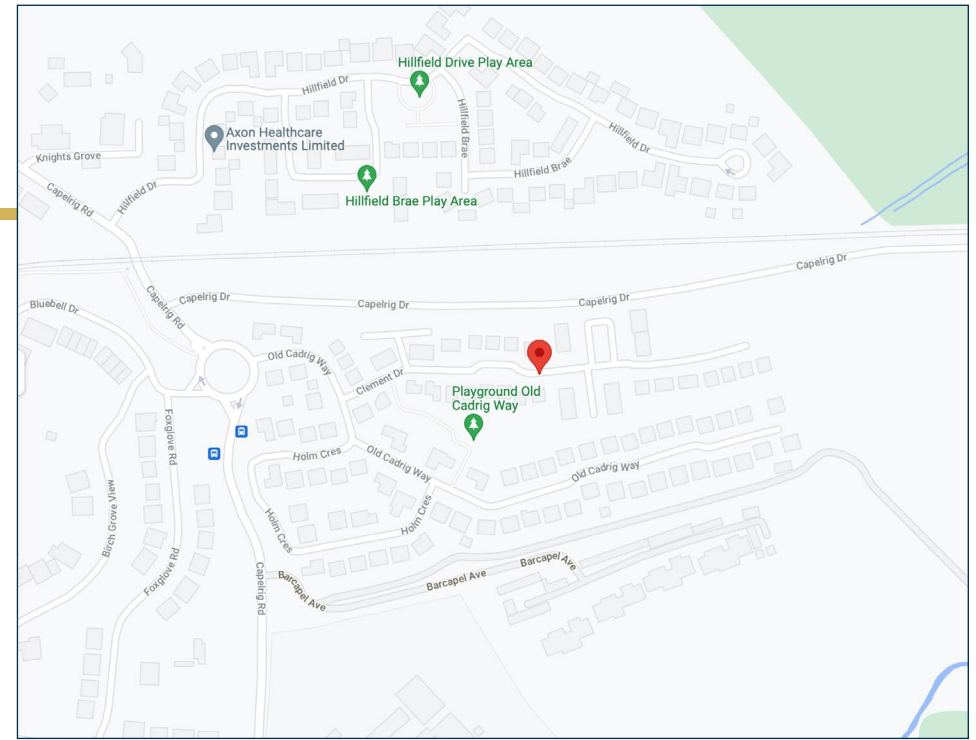 Hillfield Drive Play Area
Hillfield Dr
Hillfield Brae
Axon Healthcare
Investments Limited
Hillfield Dr
Knights Grove
Hillfield Brae
Capelrig Rd
Hillfield Dr
Hillfield Brae Play Area
Capelrig Dr
Capelrig Rd
Capelrig Dr
Capelrig Dr
Capelrig Dr
Bluebell Dr
Old Cadrig Way
Clement Dr
Playground Old
Cadrig Way
Foxglove Rd
Holm Cres
Old Cadrig Way
Old Cadrig Way
Birch Grove View
Holm Cres
Holm Cres
Foxglove Rd
Capelrig Rd
Barcapel Ave
Barcapel Ave
Barcapel Ave